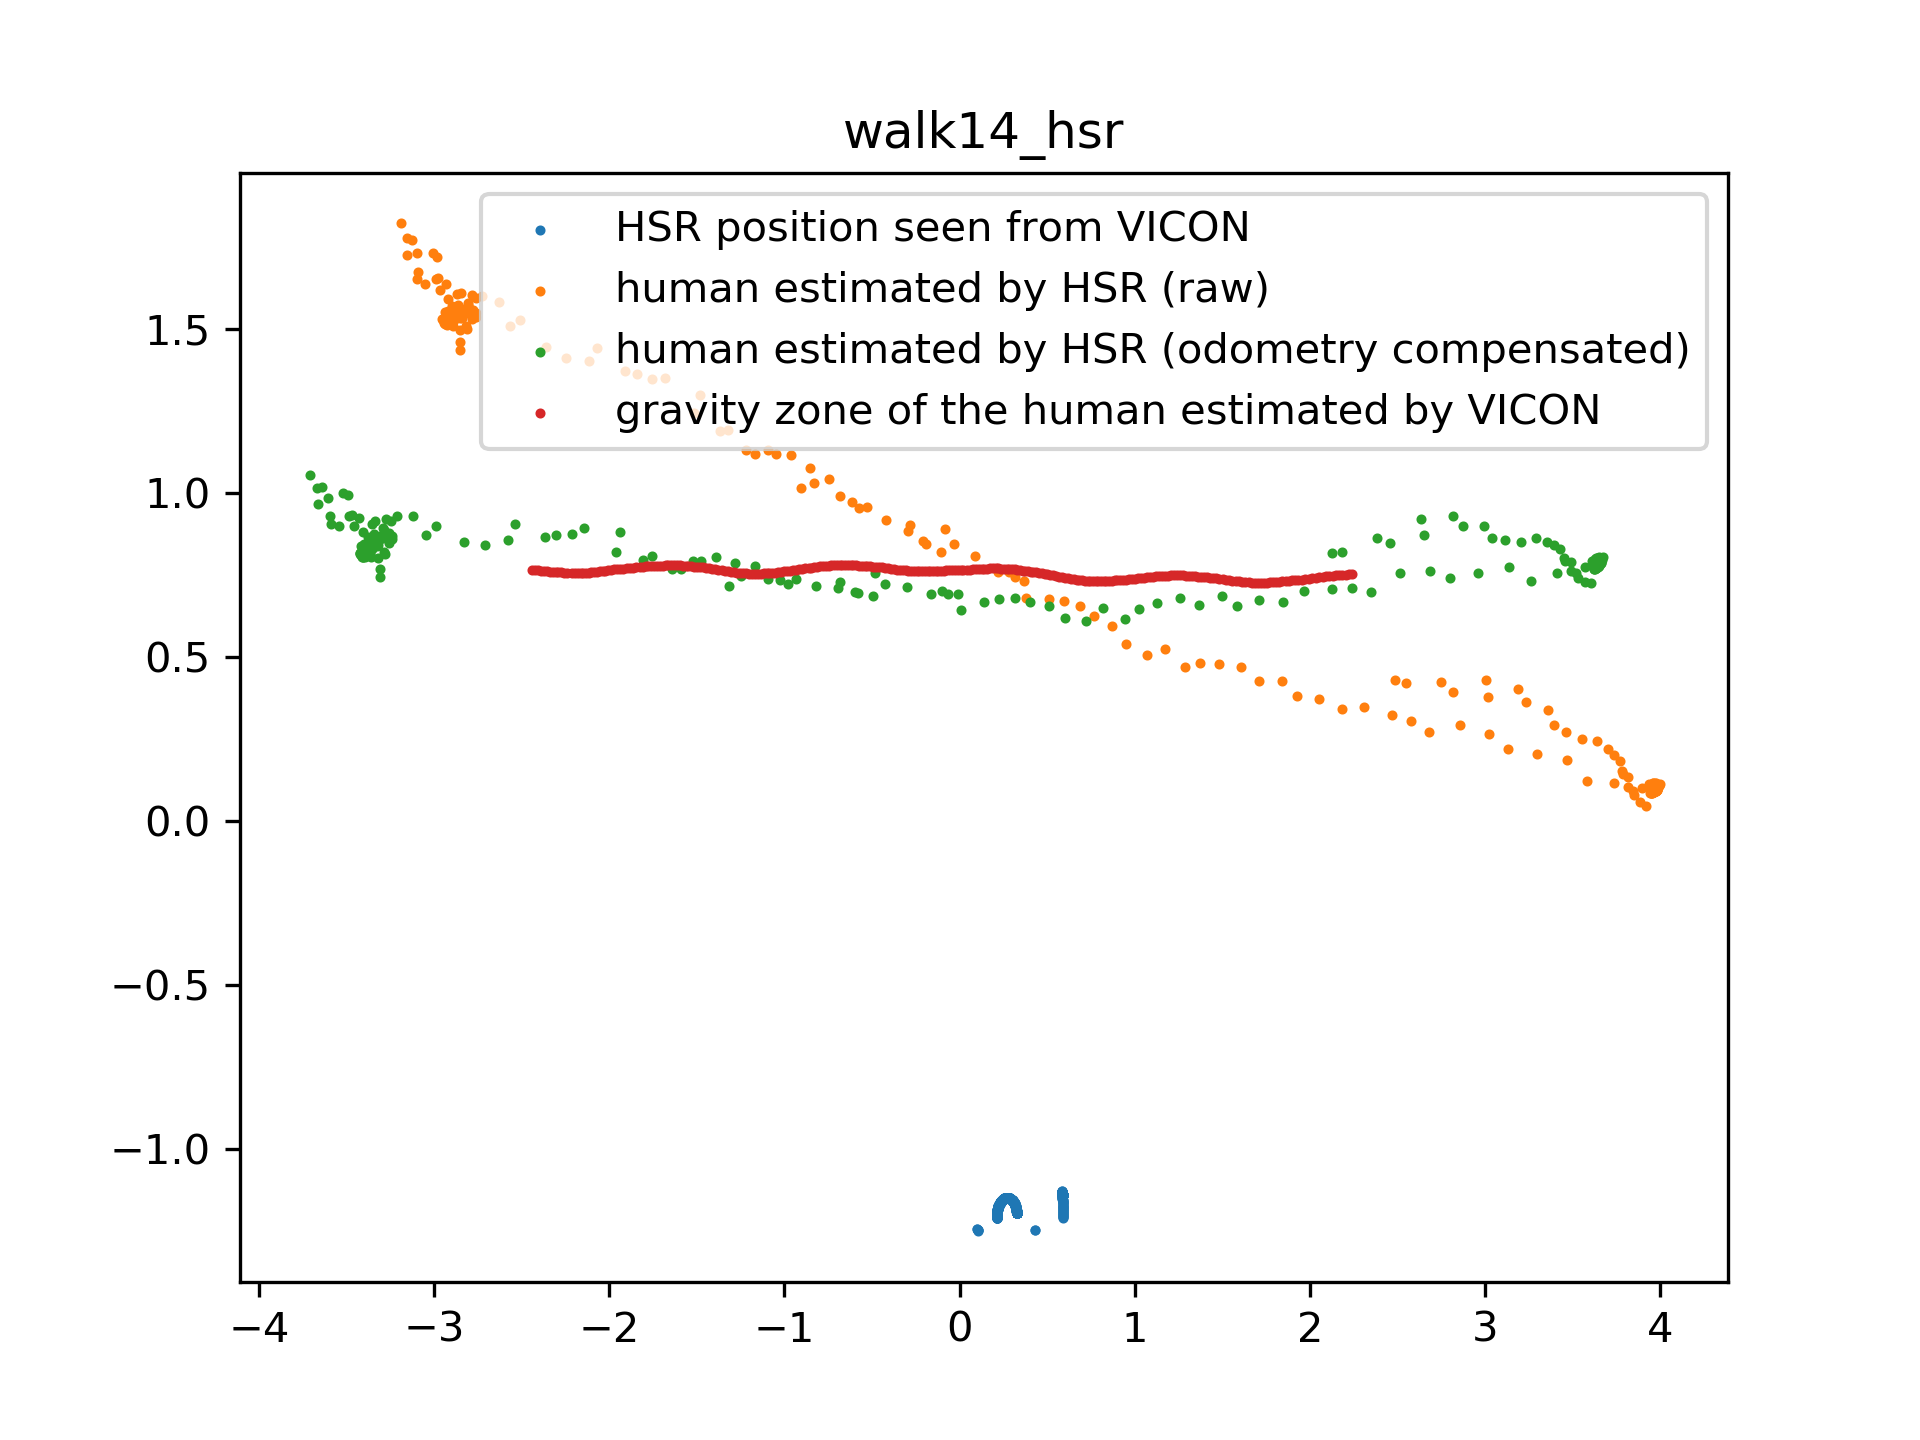 walk14_hsr
HSR position seen from VICON
human estimated by HSR (raw)
human estimated by HSR (odometry compensated)
gravity zone of the human estimated by VICON
1.5
1.0
0.5
0.0
−0.5
−1.0
−4 −3 −2 −1 0 1 2 3 4